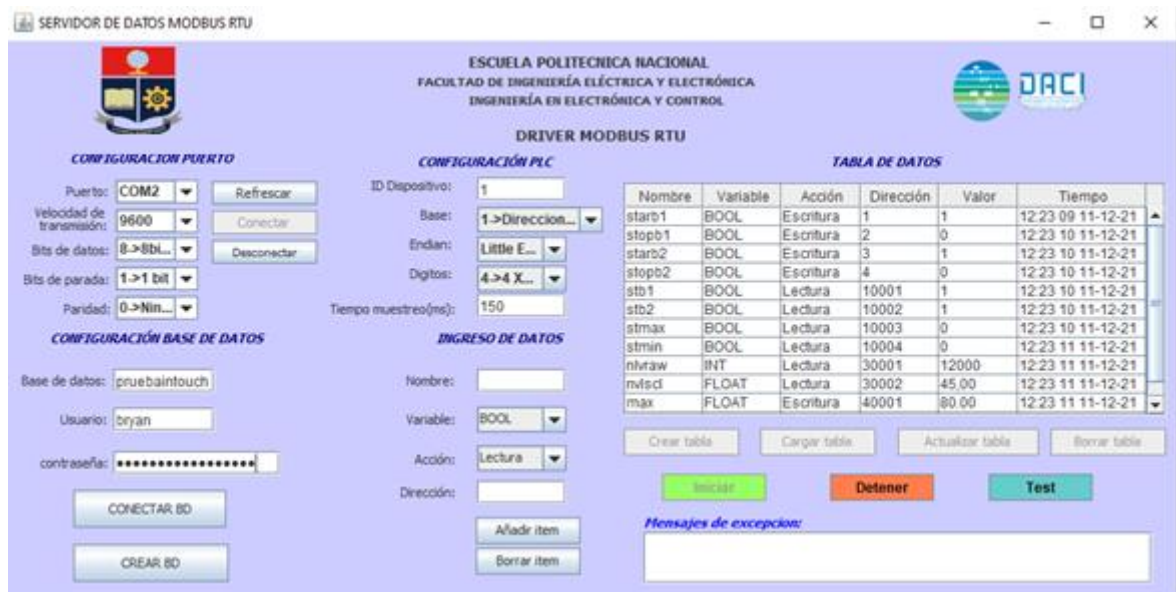 SERVIDOR DE DATOS MODBUS RTU
ESCUELA POLITECNICA NACIONAL
FACULTAD DE INGENIERÍA ELÉCTRICA Y ELECTRÓNICA
INGENIERÍA EN ELECTRÓNICA Y CONTROL
DACI
DRIVER MODBUS RTU
CONFIGURACION PUERTO
Puerto: COM2 Refrescar
Velocidad de
transmisión: 9600 Conectar
Bits de datos: 8->8bi... Desconectar
Bits de parada: 1->1 bit
Paridad: 0->Nin...
CONFIGURACIÓN BASE DE DATOS
Base de datos: pruebaintouch
Usuario: bryan
contraseña: •••••••••••••••••
CONECTAR BD
CREAR BD
CONFIGURACIÓN PLC
ID Dispositivo: 1
Base: 1->Direccion...
Endian: Little E...
Digitos: 4->4 X...
Tiempo muestreo(ms): 150
INGRESO DE DATOS
Nombre:
Variable: BOOL
Acción: Lectura
Dirección:
Añadir item
Borrar item
TABLA DE DATOS
Nombre Variable Acción Dirección Valor Tiempo
starb1 BOOL Escritura 1 1 12:23 09 11-12-21
stopb1 BOOL Escritura 2 0 12:23 10 11-12-21
starb2 BOOL Escritura 3 1 12:23 10 11-12-21
stopb2 BOOL Escritura 4 0 12:23 10 11-12-21
stb1 BOOL Lectura 10001 1 12:23 10 11-12-21
stb2 BOOL Lectura 10002 1 12:23 10 11-12-21
stmax BOOL Lectura 10003 0 12:23 10 11-12-21
stmin BOOL Lectura 10004 0 12:23 11 11-12-21
nlvraw INT Lectura 30001 12000 12:23 11 11-12-21
nvlscl FLOAT Lectura 30002 45,00 12:23 11 11-12-21
max FLOAT Escritura 40001 80.00 12:23 11 11-12-21
Crear tabla Cargar tabla Actualizar tabla Borrar tabla
Iniciar Detener Test
Mensajes de excepcion: